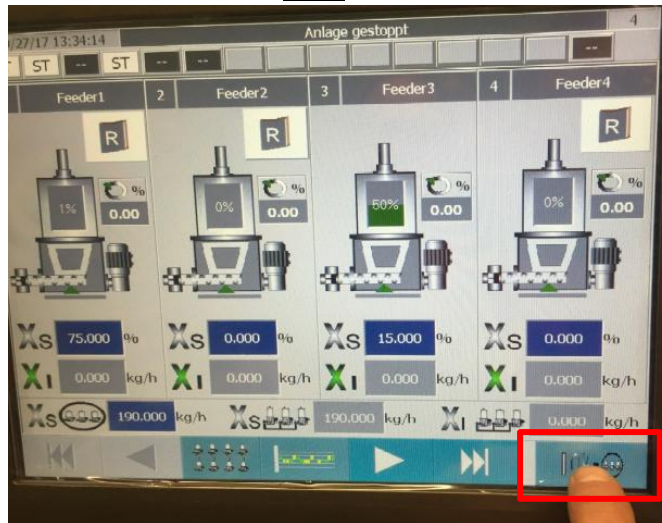 /27/17 13:34:14 Anlage gestoppt 4
ST -- ST -- -- --
Feeder1 2 Feeder2 3 Feeder3 4 Feeder4
R R R
1% % 0% % 50% % 0% %
0.00 0.00 0.00 0.00
XS 75.000 % XS 0.000 % XS 15.000 % XS 0.000 %
XI 0.000 kg/h XI 0.000 kg/h XI 0.000 kg/h XI 0.000 kg/h
XS 190.000 kg/h XS 190.000 kg/h XI 0.000 kg/h